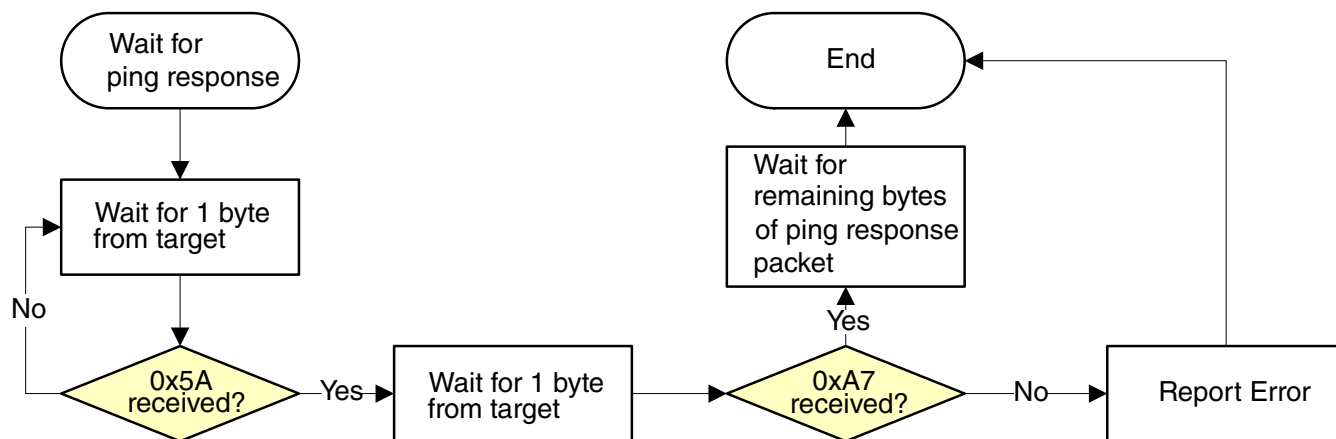 Wait for
ping response
Wait for 1 byte
from target
No
0x5A
received?
Yes
Wait for 1 byte
from target
0xA7
received?
Yes
Wait for
remaining bytes
of ping response
packet
End
No
Report Error